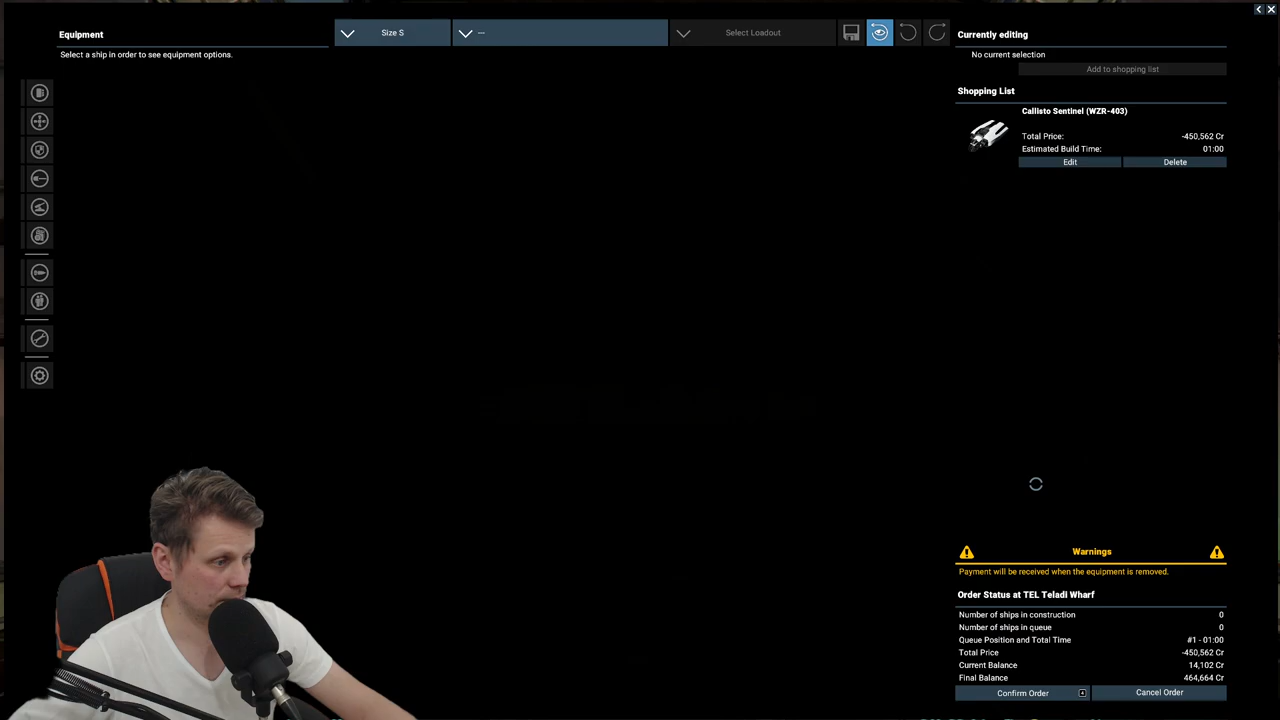 Equipment
Select a ship in order to see equipment options.
Size S
---
Select Loadout
Currently editing
No current selection
Add to shopping list
Shopping List
Callisto Sentinel (WZR-403)
Total Price: -450,562 Cr
Estimated Build Time: 01:00
Edit Delete
Warnings
Payment will be received when the equipment is removed.
Order Status at TEL Teladi Wharf
Number of ships in construction 0
Number of ships in queue 0
Queue Position and Total Time #1 - 01:00
Total Price -450,562 Cr
Current Balance 14,102 Cr
Final Balance 464,664 Cr
Confirm Order Cancel Order